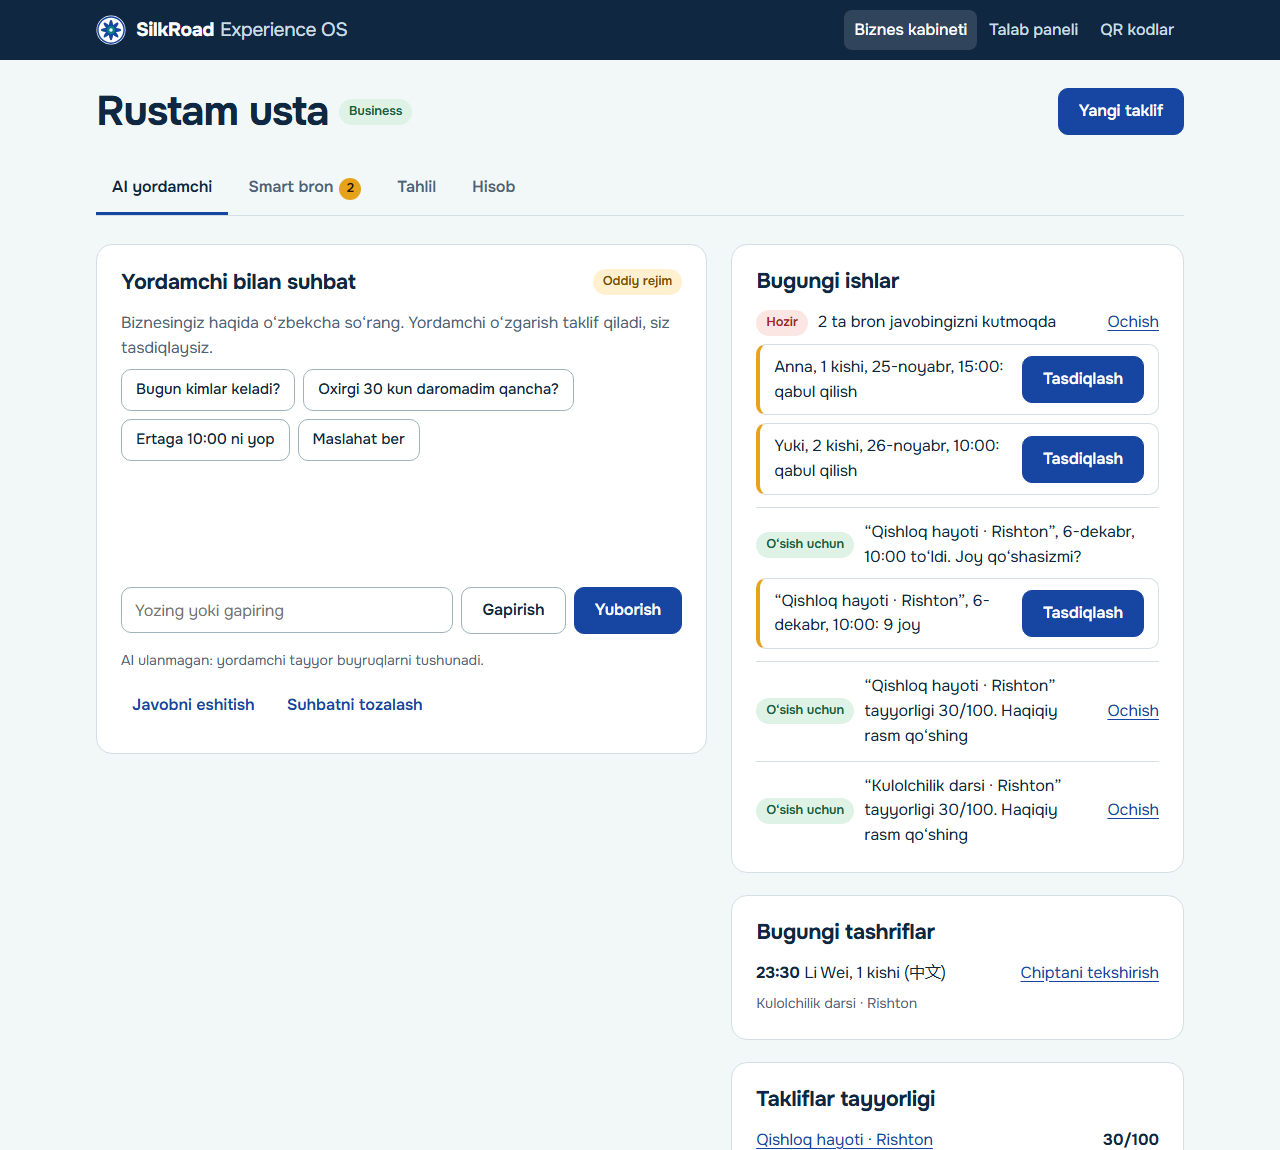 SilkRoad Experience OS
Biznes kabineti
Talab paneli
QR kodlar
Rustam usta
Business
Yangi taklif
AI yordamchi
Smart bron 2
Tahlil
Hisob
Yordamchi bilan suhbat
Oddiy rejim
Biznesingiz haqida o‘zbekcha so‘rang. Yordamchi o‘zgarish taklif qiladi, siz
tasdiqlaysiz.
Bugun kimlar keladi?
Oxirgi 30 kun daromadim qancha?
Ertaga 10:00 ni yop
Maslahat ber
Yozing yoki gapiring
Gapirish
Yuborish
AI ulanmagan: yordamchi tayyor buyruqlarni tushunadi.
Javobni eshitish
Suhbatni tozalash
Bugungi ishlar
Hozir
2 ta bron javobingizni kutmoqda
Ochish
Anna, 1 kishi, 25-noyabr, 15:00:
qabul qilish
Tasdiqlash
Yuki, 2 kishi, 26-noyabr, 10:00:
qabul qilish
Tasdiqlash
O‘sish uchun
“Qishloq hayoti · Rishton”, 6-dekabr,
10:00 to‘ldi. Joy qo‘shasizmi?
“Qishloq hayoti · Rishton”, 6-
dekabr, 10:00: 9 joy
Tasdiqlash
O‘sish uchun
“Qishloq hayoti · Rishton”
tayyorligi 30/100. Haqiqiy
rasm qo‘shing
Ochish
O‘sish uchun
“Kulolchilik darsi · Rishton”
tayyorligi 30/100. Haqiqiy
rasm qo‘shing
Ochish
Bugungi tashriflar
23:30 Li Wei, 1 kishi (中文)
Chiptani tekshirish
Kulolchilik darsi · Rishton
Takliflar tayyorligi
Qishloq hayoti · Rishton
30/100